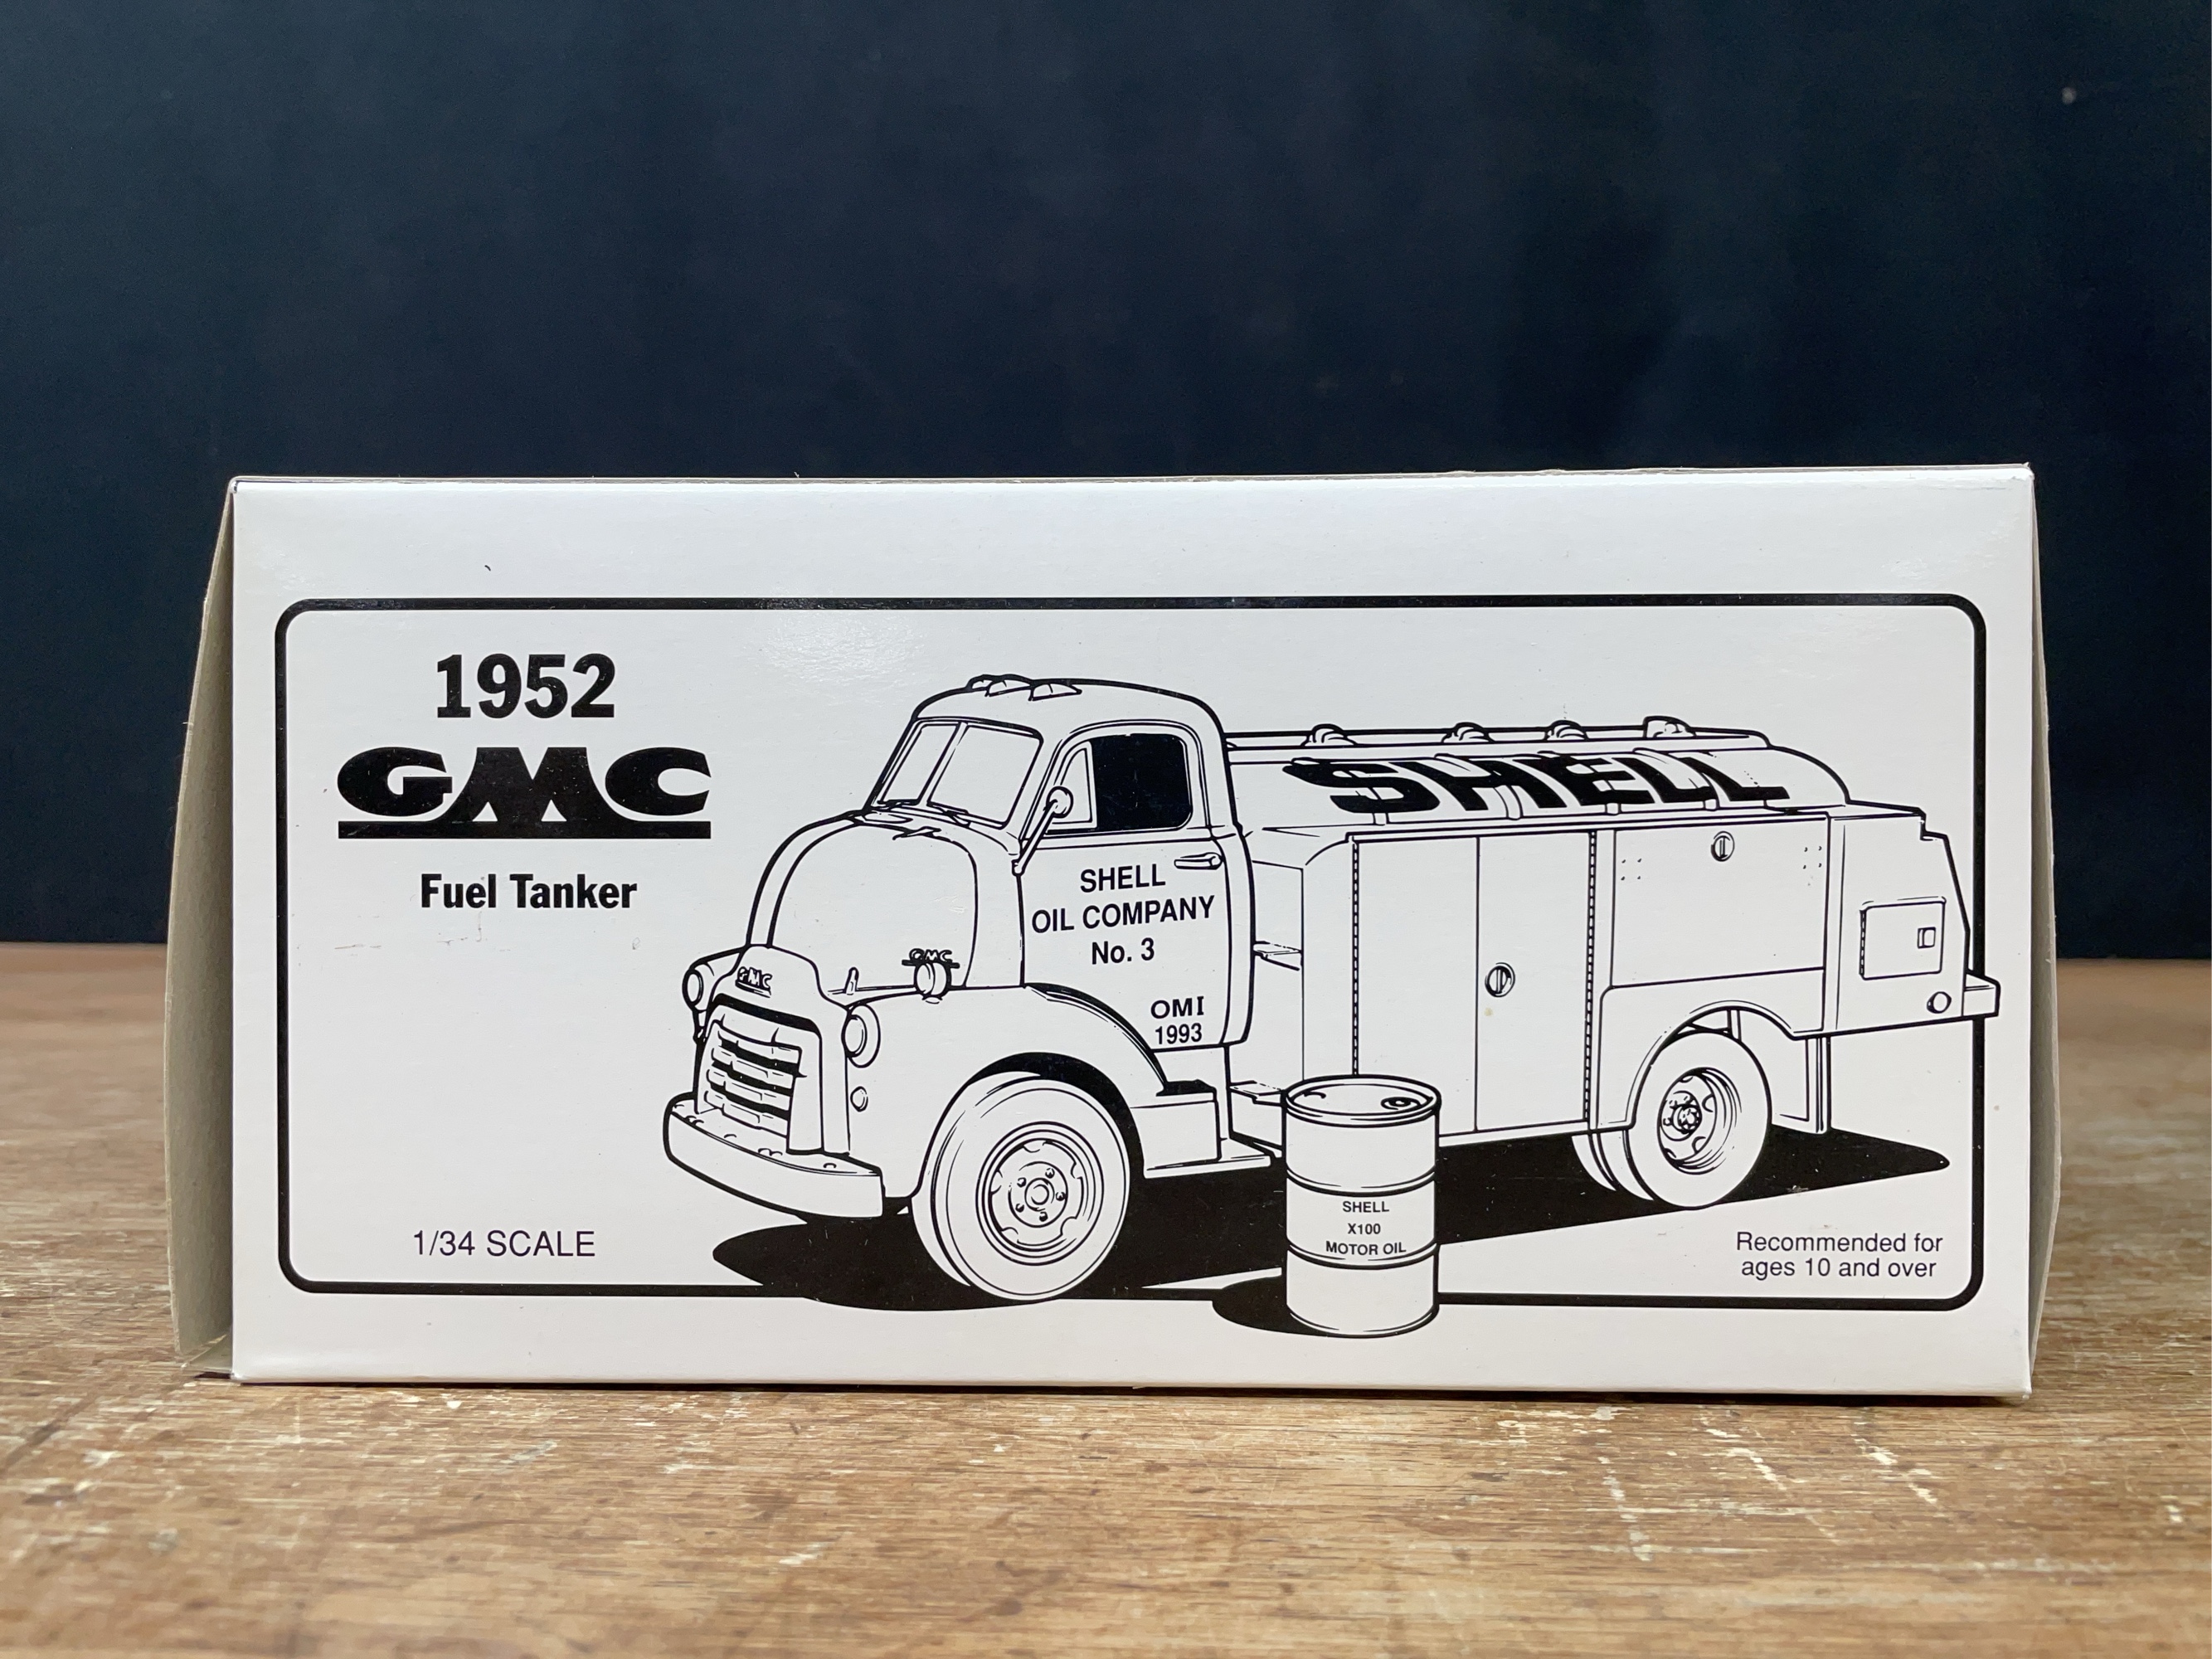 1952
GMC
Fuel Tanker
SHELL
SHELL
OIL COMPANY
No. 3
OMI
1993
GMC
GMC
SHELL
X100
MOTOR OIL
1/34 SCALE
Recommended for
ages 10 and over